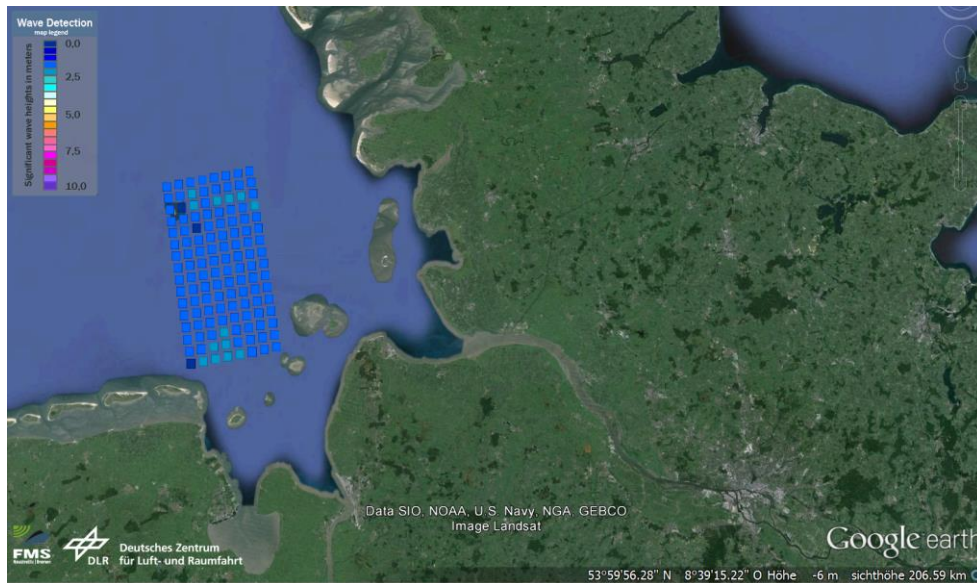 Wave Detection
map legend
Significant wave heights in meters
0,0
2,5
5,0
7,5
10,0
Data SIO, NOAA, U.S. Navy, NGA, GEBCO
Image Landsat
FMS
DLR
Deutsches Zentrum
für Luft- und Raumfahrt
Google earth
53°59'56.28" N 8°39'15.22" O Höhe -6 m sichthöhe 206.59 km